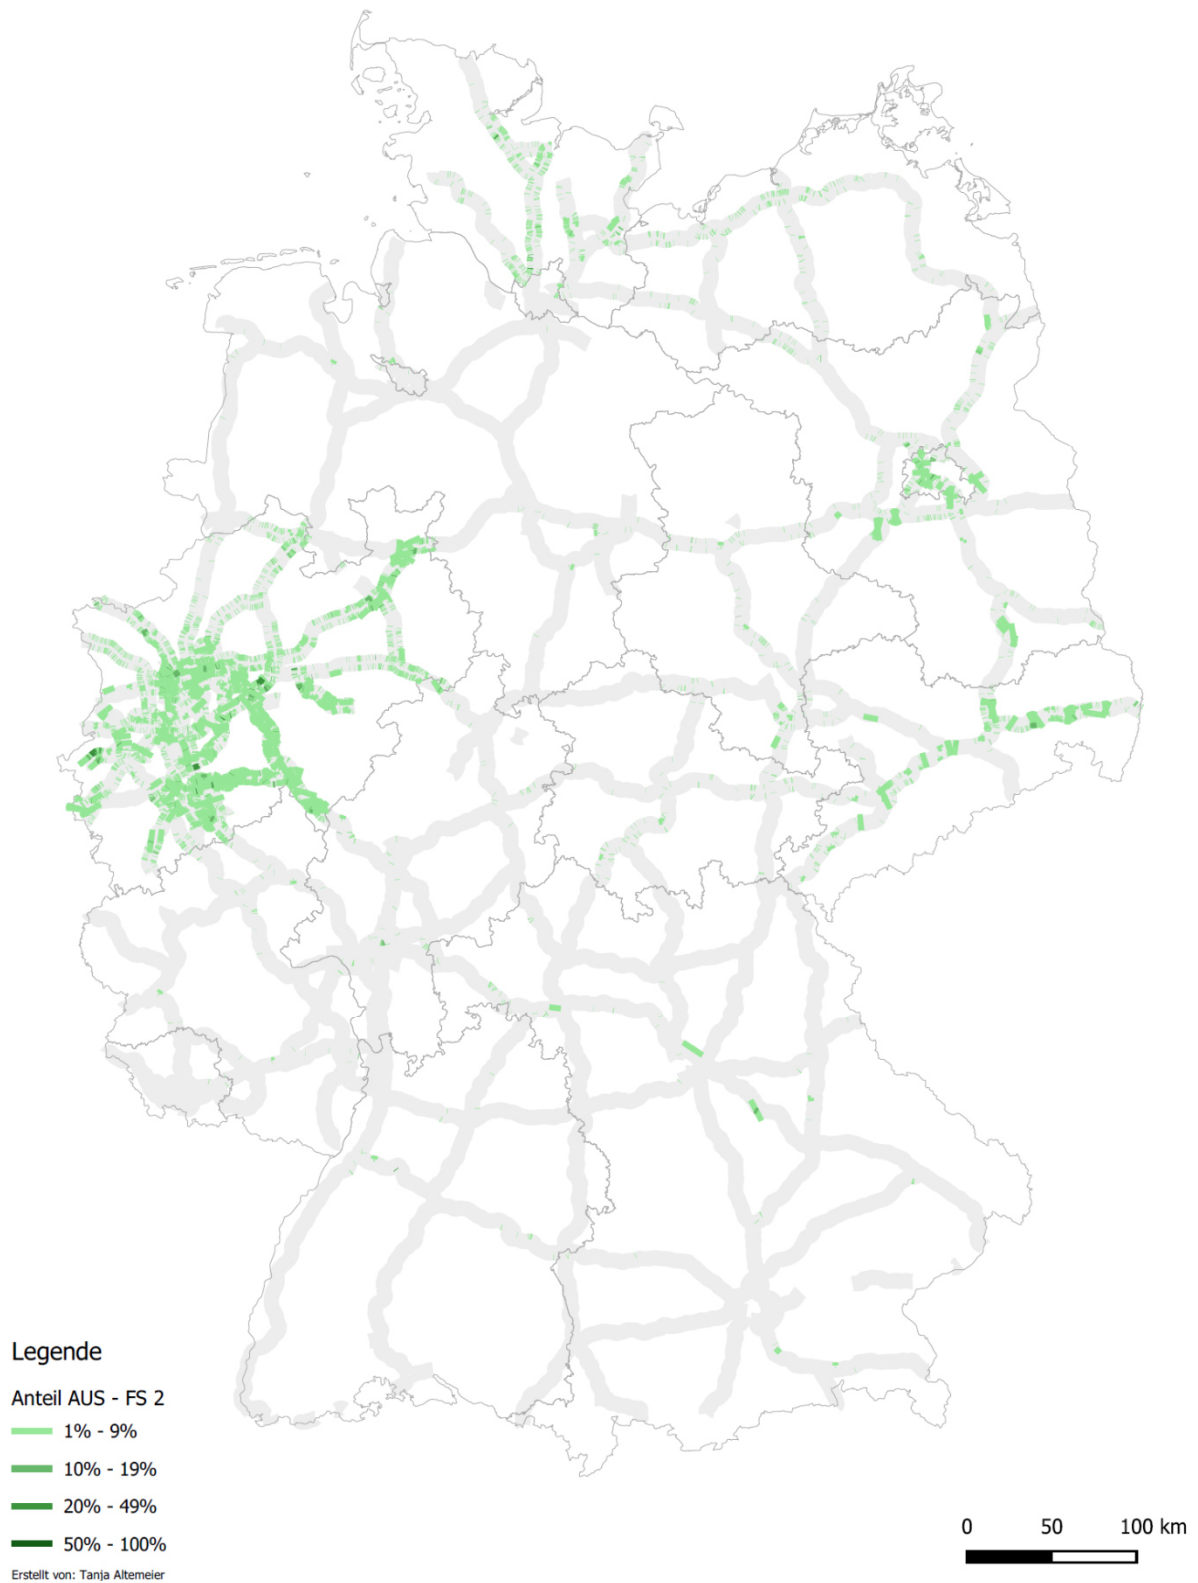 Legende
Anteil AUS - FS 2
1% - 9%
10% - 19%
20% - 49%
50% - 100%
Erstellt von: Tanja Altemeier
0 50 100 km